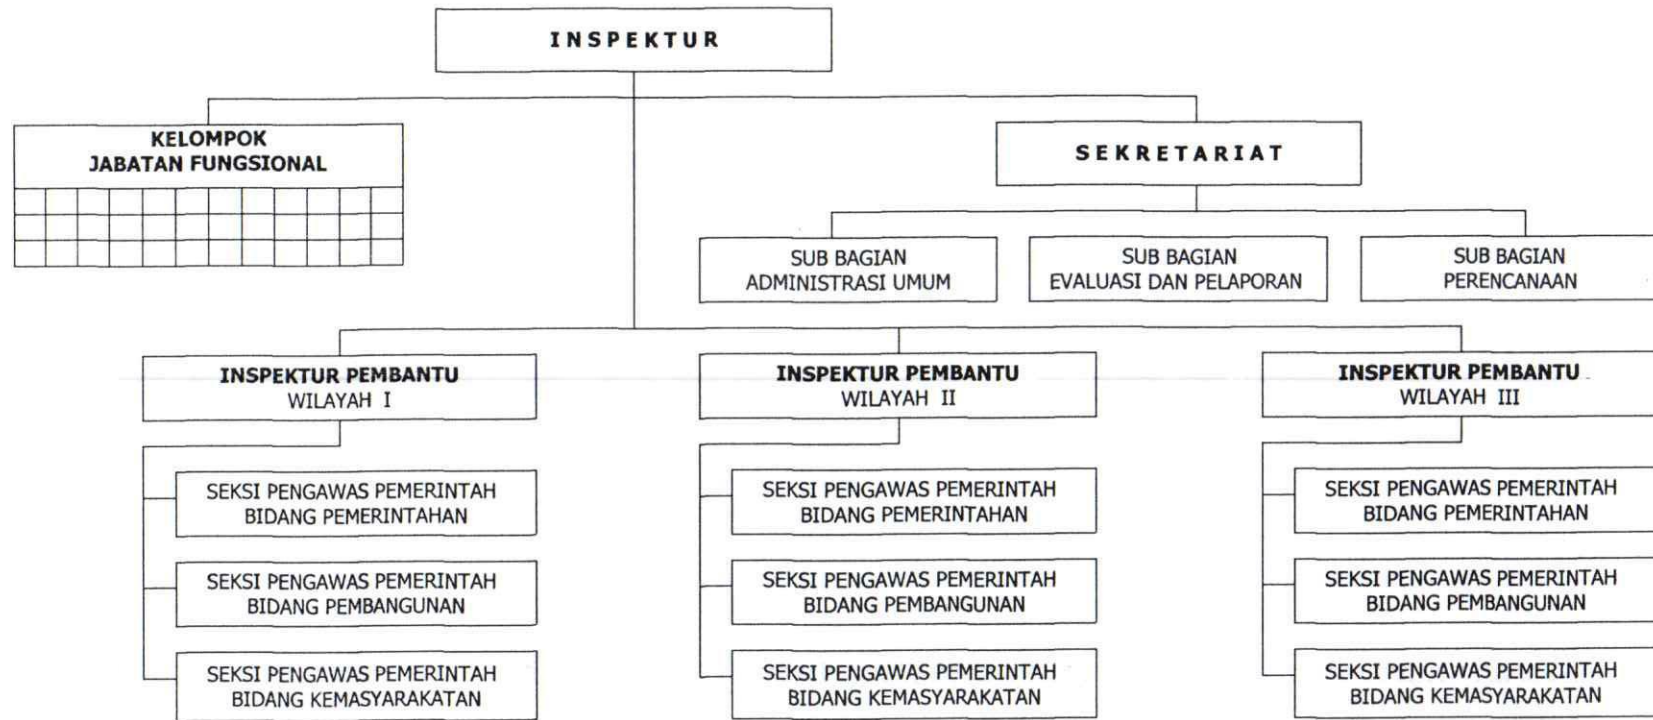 INSPEKTUR
KELOMPOK
JABATAN FUNGSIONAL
SEKRETARIAT
SUB BAGIAN
ADMINISTRASI UMUM
SUB BAGIAN
EVALUASI DAN PELAPORAN
SUB BAGIAN
PERENCANAAN
INSPEKTUR PEMBANTU
WILAYAH I
INSPEKTUR PEMBANTU
WILAYAH II
INSPEKTUR PEMBANTU
WILAYAH III
SEKSI PENGAWAS PEMERINTAH
BIDANG PEMERINTAHAN
SEKSI PENGAWAS PEMERINTAH
BIDANG PEMBANGUNAN
SEKSI PENGAWAS PEMERINTAH
BIDANG KEMASYARAKATAN
SEKSI PENGAWAS PEMERINTAH
BIDANG PEMERINTAHAN
SEKSI PENGAWAS PEMERINTAH
BIDANG PEMBANGUNAN
SEKSI PENGAWAS PEMERINTAH
BIDANG KEMASYARAKATAN
SEKSI PENGAWAS PEMERINTAH
BIDANG PEMERINTAHAN
SEKSI PENGAWAS PEMERINTAH
BIDANG PEMBANGUNAN
SEKSI PENGAWAS PEMERINTAH
BIDANG KEMASYARAKATAN